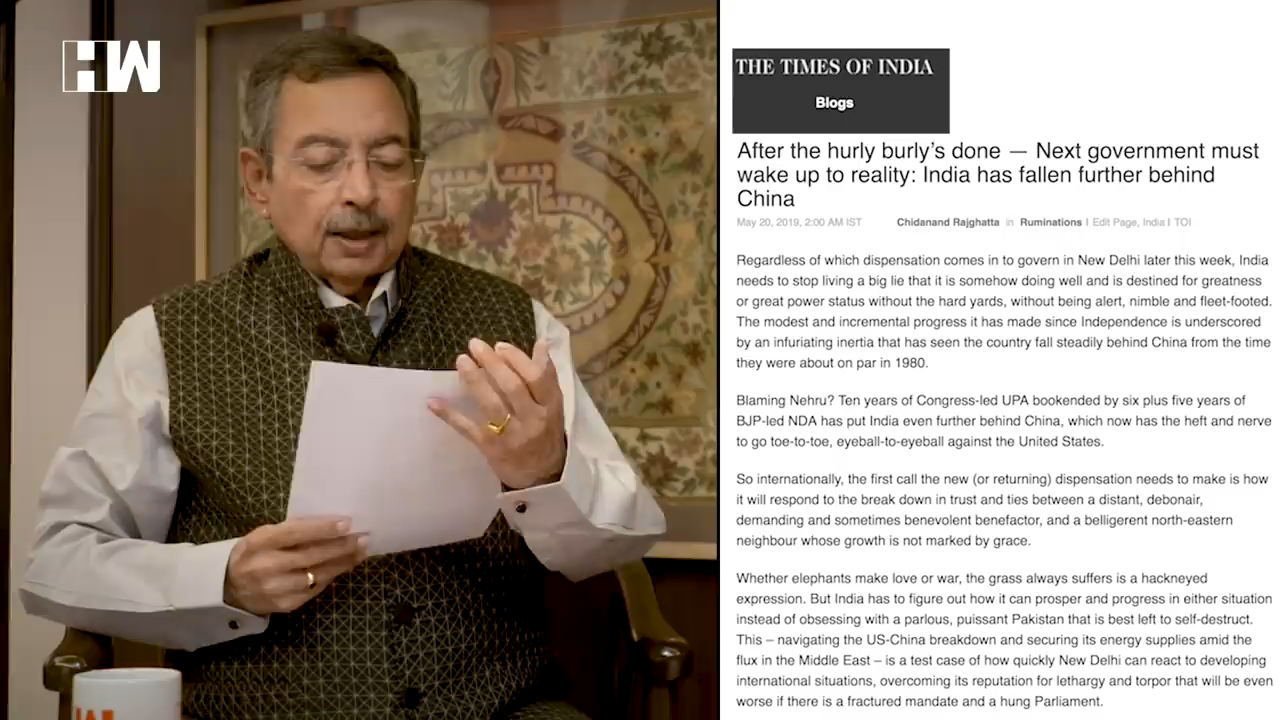 HW
THE TIMES OF INDIA
Blogs
After the hurly burly’s done — Next government must
wake up to reality: India has fallen further behind
China
May 20, 2019, 2:00 AM IST Chidanand Rajghatta in Ruminations | Edit Page, India | TOI
Regardless of which dispensation comes in to govern in New Delhi later this week, India
needs to stop living a big lie that it is somehow doing well and is destined for greatness
or great power status without the hard yards, without being alert, nimble and fleet-footed.
The modest and incremental progress it has made since Independence is underscored
by an infuriating inertia that has seen the country fall steadily behind China from the time
they were about on par in 1980.
Blaming Nehru? Ten years of Congress-led UPA bookended by six plus five years of
BJP-led NDA has put India even further behind China, which now has the heft and nerve
to go toe-to-toe, eyeball-to-eyeball against the United States.
So internationally, the first call the new (or returning) dispensation needs to make is how
it will respond to the break down in trust and ties between a distant, debonair,
demanding and sometimes benevolent benefactor, and a belligerent north-eastern
neighbour whose growth is not marked by grace.
Whether elephants make love or war, the grass always suffers is a hackneyed
expression. But India has to figure out how it can prosper and progress in either situation
instead of obsessing with a parlous, puissant Pakistan that is best left to self-destruct.
This – navigating the US-China breakdown and securing its energy supplies amid the
flux in the Middle East – is a test case of how quickly New Delhi can react to developing
international situations, overcoming its reputation for lethargy and torpor that will be even
worse if there is a fractured mandate and a hung Parliament.